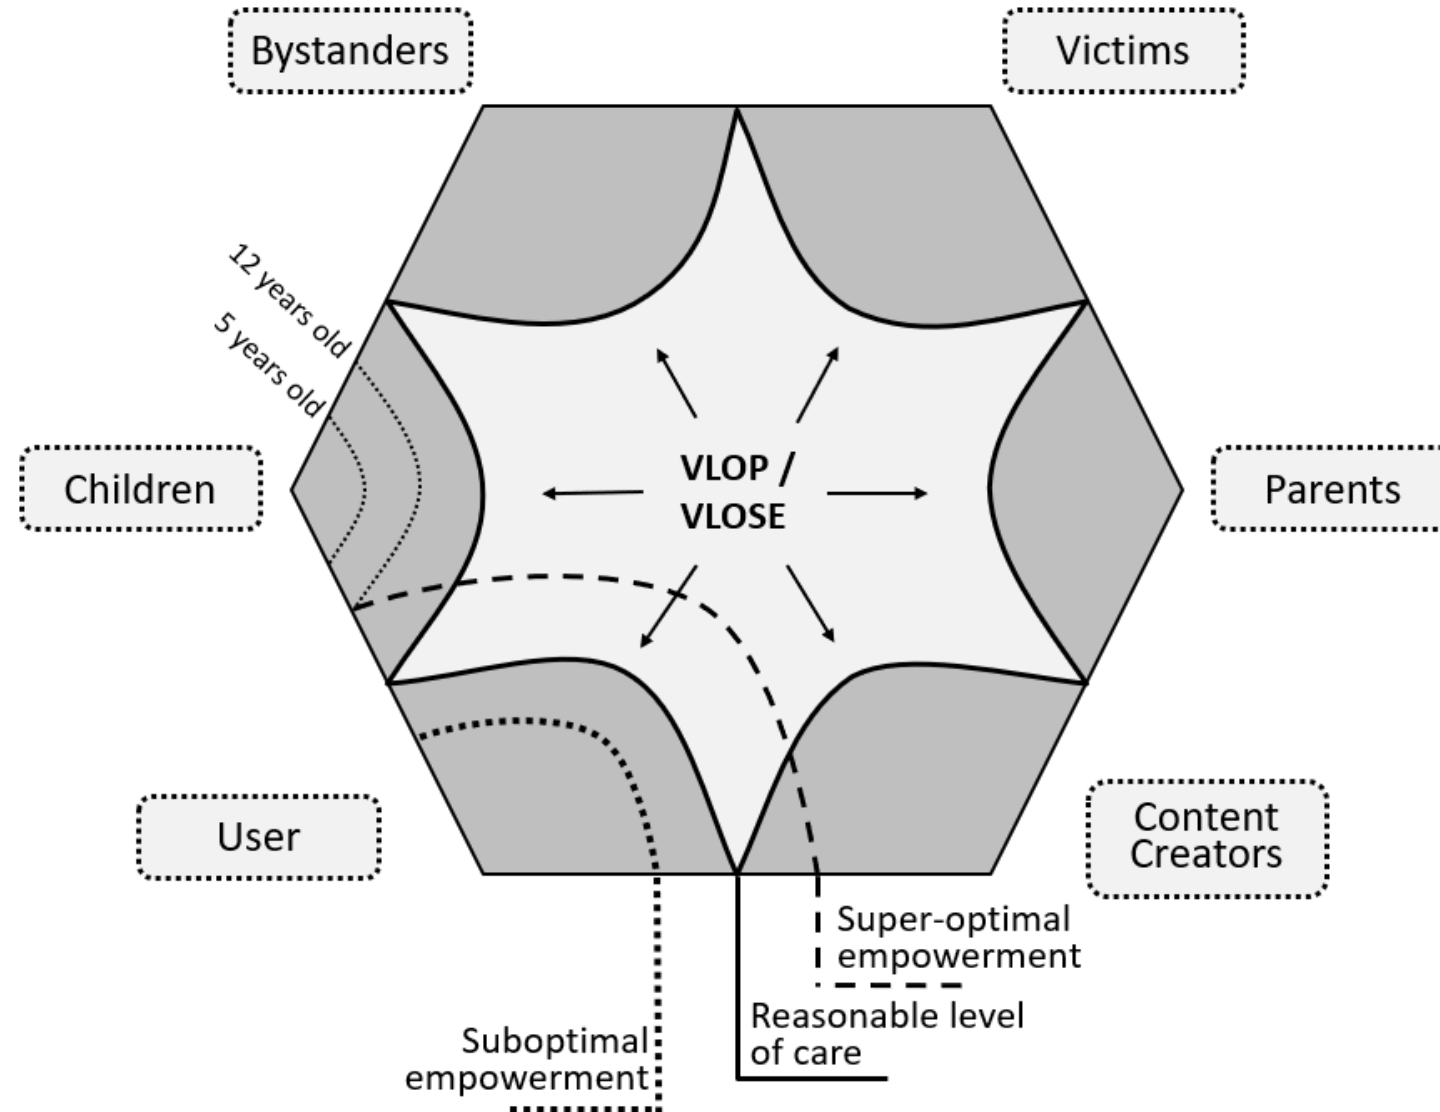 Bystanders
Victims
12 years old
5 years old
VLOP /
VLOSE
Children
Parents
User
Content
Creators
Super-optimal
empowerment
Reasonable level
of care
Suboptimal
empowerment